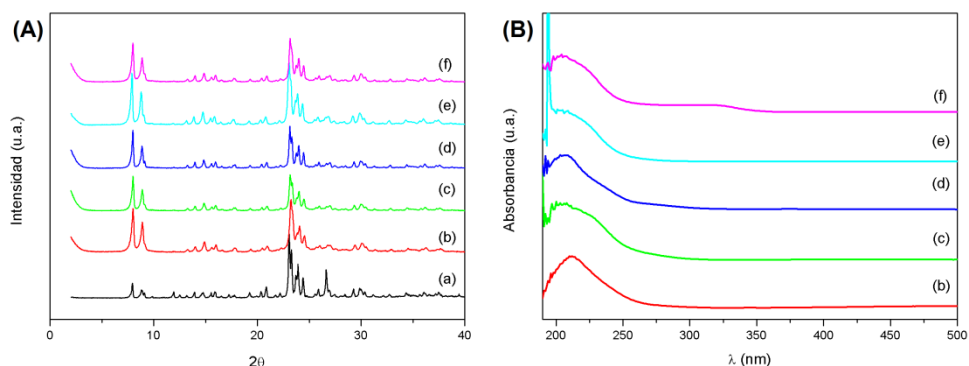 (A)
Intensidad (u.a.)
(f)
(e)
(d)
(c)
(b)
(a)
0 10 20 30 40
2θ
(B)
Absorbancia (u.a.)
(f)
(e)
(d)
(c)
(b)
200 250 300 350 400 450 500
λ (nm)